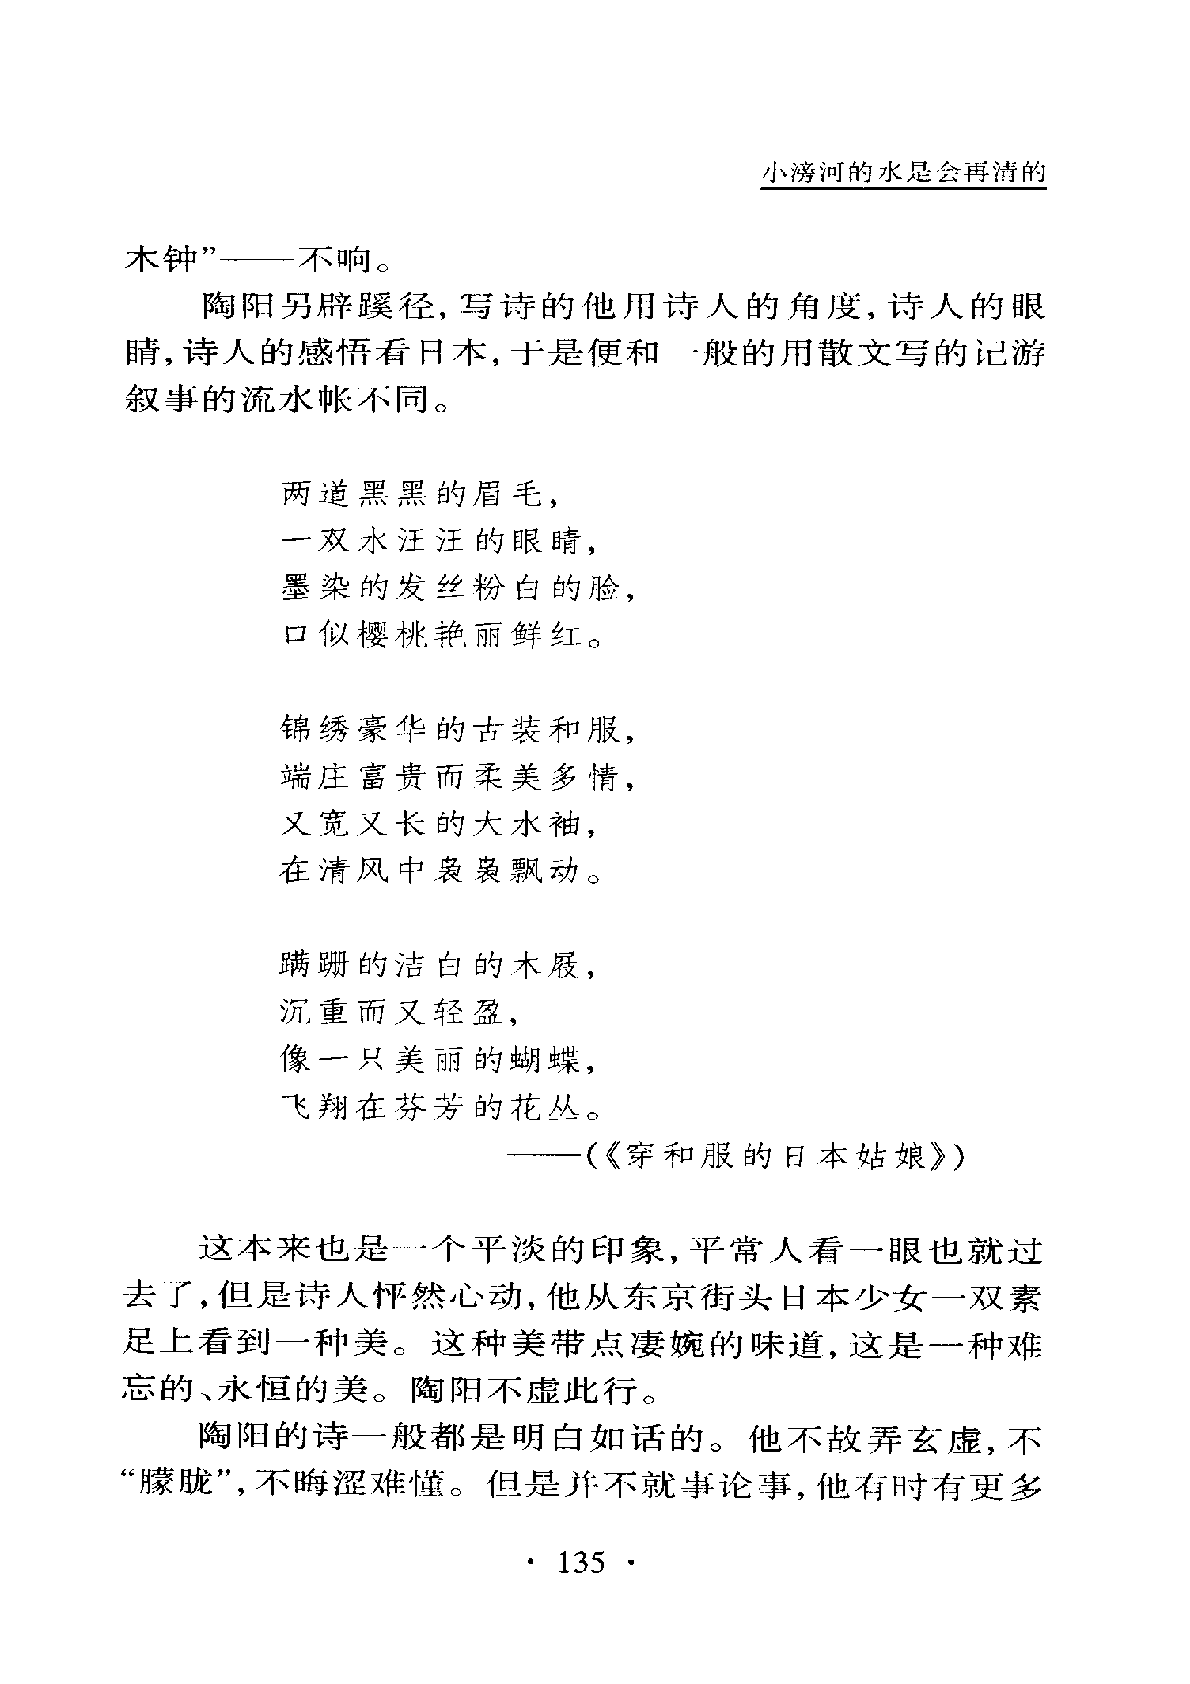 小滂河的水是会再清的
木钟”——不响。
陶阳另辟蹊径,写诗的他用诗人的角度,诗人的眼
睛,诗人的感悟看日本,于是便和一般的用散文写的记游
叙事的流水帐不同。
两道黑黑的眉毛,
一双水汪汪的眼睛,
墨染的发丝粉白的脸,
口似樱桃艳丽鲜红。
锦绣豪华的古装和服,
端庄富贵而柔美多情,
又宽又长的大水袖,
在清风中袅袅飘动。
蹒跚的洁白的木屐,
沉重而又轻盈,
像一只美丽的蝴蝶,
飞翔在芬芳的花丛。
——(《穿和服的日本姑娘》)
这本来也是一个平淡的印象,平常人看一眼也就过
去了,但是诗人怦然心动,他从东京街头日本少女一双素
足上看到一种美。这种美带点凄婉的味道,这是一种难
忘的、永恒的美。陶阳不虚此行。
陶阳的诗一般都是明白如话的。他不故弄玄虚,不
“朦胧”,不晦涩难懂。但是并不就事论事,他有时有更多
· 135 ·